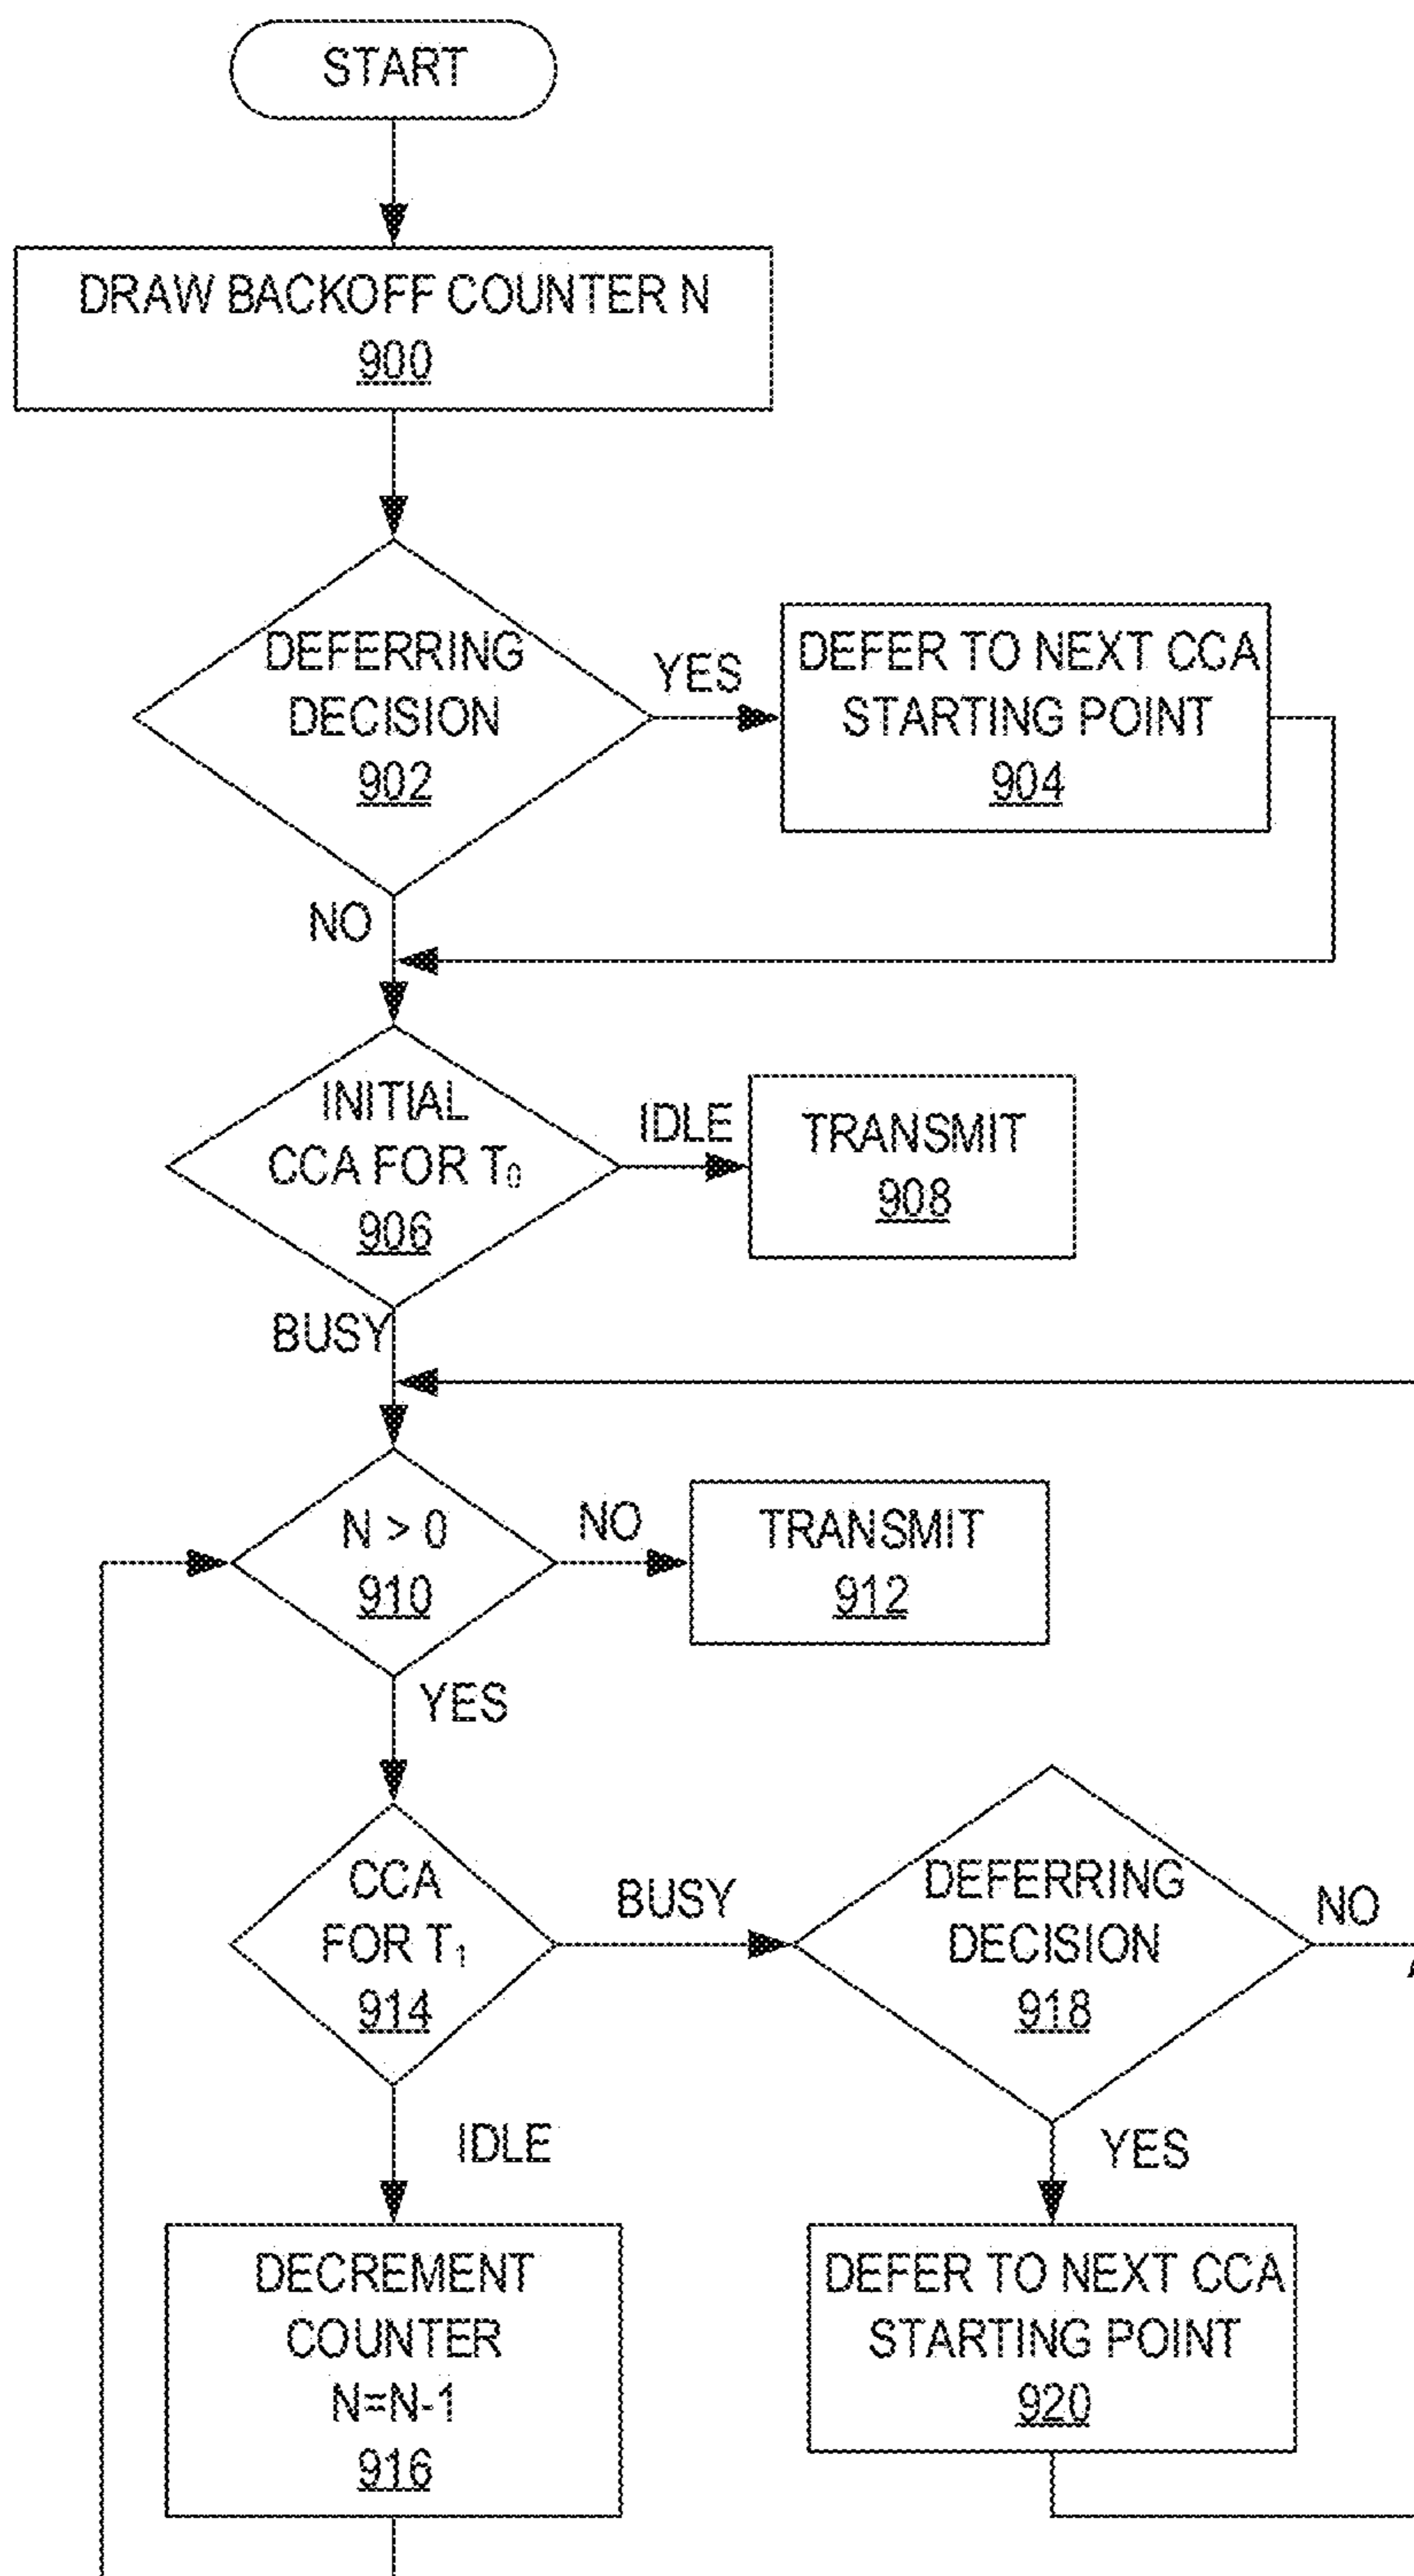 START
DRAW BACKOFF COUNTER N
900
DEFERRING
DECISION
902
YES
DEFER TO NEXT CCA
STARTING POINT
904
NO
INITIAL
CCA FOR T₀
906
IDLE
TRANSMIT
908
BUSY
N > 0
910
NO
TRANSMIT
912
YES
CCA
FOR T₁
914
BUSY
DEFERRING
DECISION
918
NO
IDLE
YES
DECREMENT
COUNTER
N=N-1
916
DEFER TO NEXT CCA
STARTING POINT
920